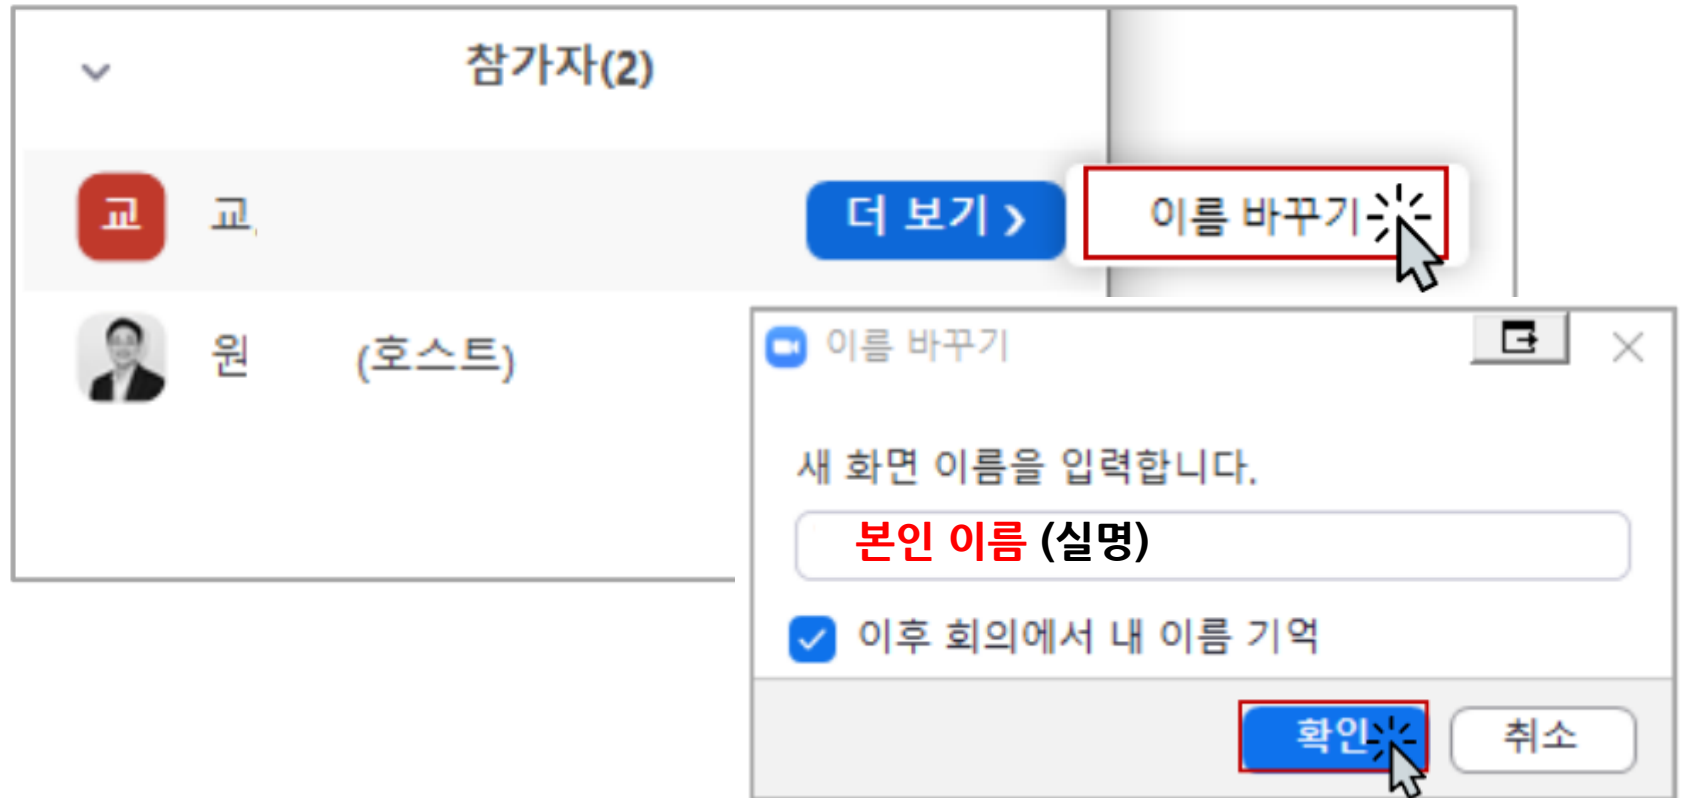 참가자(2)
교 교 더 보기 > 이름 바꾸기
원 (호스트)
이름 바꾸기
새 화면 이름을 입력합니다.
본인 이름 (실명)
이후 회의에서 내 이름 기억
확인 취소